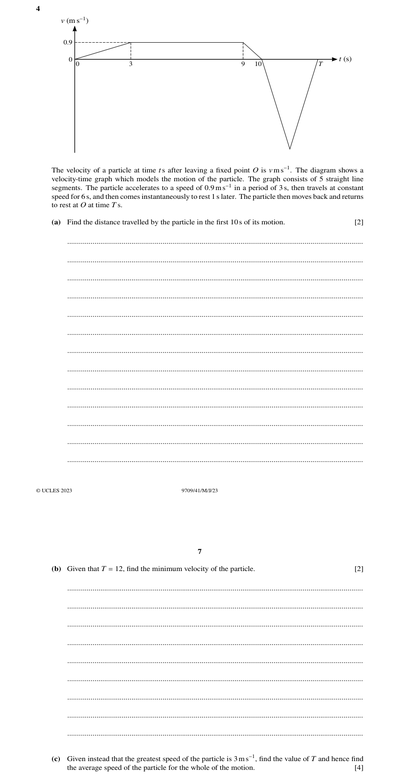 4
v (m s⁻¹)
0.9
0
0 3 9 10 T t (s)
The velocity of a particle at time t s after leaving a fixed point O is v m s⁻¹. The diagram shows a
velocity-time graph which models the motion of the particle. The graph consists of 5 straight line
segments. The particle accelerates to a speed of 0.9 m s⁻¹ in a period of 3 s, then travels at constant
speed for 6 s, and then comes instantaneously to rest 1 s later. The particle then moves back and returns
to rest at O at time T s.
(a) Find the distance travelled by the particle in the first 10 s of its motion. [2]
© UCLES 2023 9709/41/M/J/23
7
(b) Given that T = 12, find the minimum velocity of the particle. [2]
(c) Given instead that the greatest speed of the particle is 3 m s⁻¹, find the value of T and hence find
the average speed of the particle for the whole of the motion. [4]